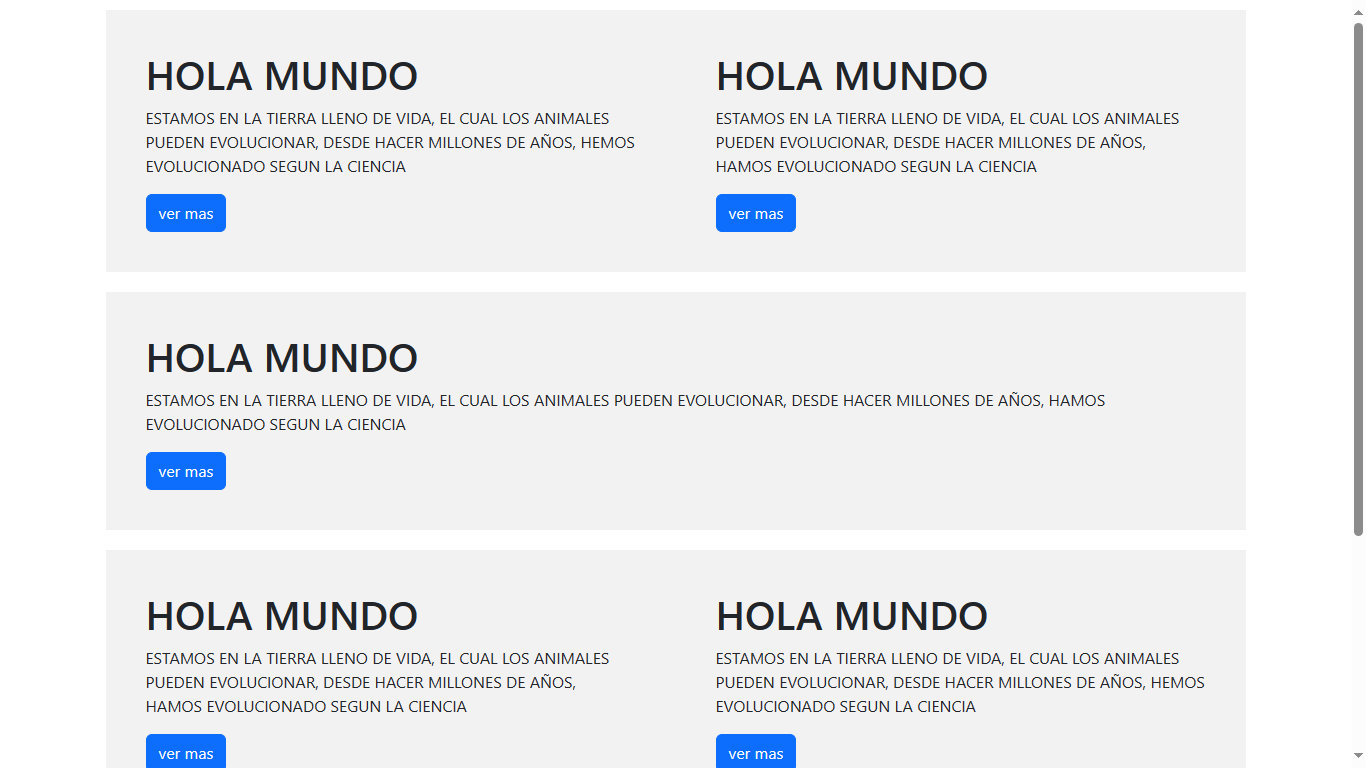 HOLA MUNDO
ESTAMOS EN LA TIERRA LLENO DE VIDA, EL CUAL LOS ANIMALES
PUEDEN EVOLUCIONAR, DESDE HACER MILLONES DE AÑOS, HEMOS
EVOLUCIONADO SEGUN LA CIENCIA
ver mas
HOLA MUNDO
ESTAMOS EN LA TIERRA LLENO DE VIDA, EL CUAL LOS ANIMALES
PUEDEN EVOLUCIONAR, DESDE HACER MILLONES DE AÑOS,
HAMOS EVOLUCIONADO SEGUN LA CIENCIA
ver mas
HOLA MUNDO
ESTAMOS EN LA TIERRA LLENO DE VIDA, EL CUAL LOS ANIMALES PUEDEN EVOLUCIONAR, DESDE HACER MILLONES DE AÑOS, HAMOS
EVOLUCIONADO SEGUN LA CIENCIA
ver mas
HOLA MUNDO
ESTAMOS EN LA TIERRA LLENO DE VIDA, EL CUAL LOS ANIMALES
PUEDEN EVOLUCIONAR, DESDE HACER MILLONES DE AÑOS,
HAMOS EVOLUCIONADO SEGUN LA CIENCIA
ver mas
HOLA MUNDO
ESTAMOS EN LA TIERRA LLENO DE VIDA, EL CUAL LOS ANIMALES
PUEDEN EVOLUCIONAR, DESDE HACER MILLONES DE AÑOS, HEMOS
EVOLUCIONADO SEGUN LA CIENCIA
ver mas